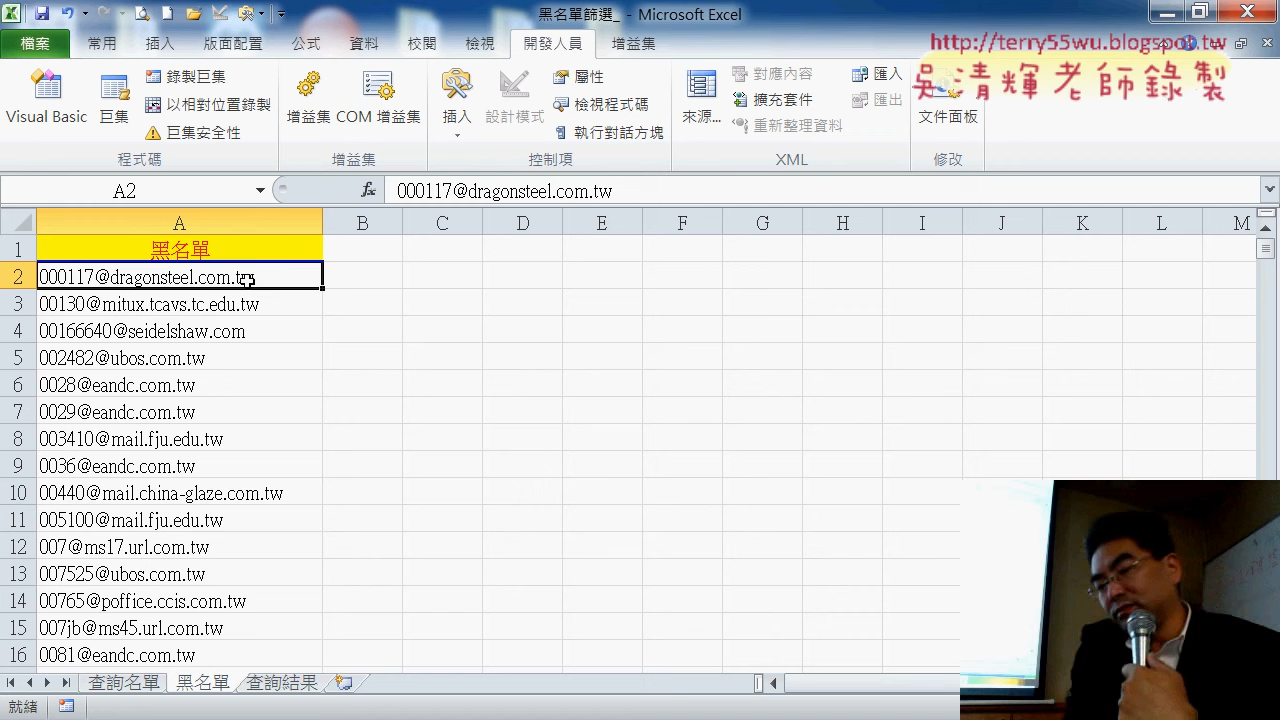 黑名單篩選_ - Microsoft Excel
檔案 常用 插入 版面配置 公式 資料 校閱 檢視 開發人員 增益集
http://terry55wu.blogspot.tw
吳清輝老師錄製
Visual Basic 巨集 錄製巨集 以相對位置錄製 巨集安全性 程式碼
增益集 COM 增益集 增益集
插入 設計模式 屬性 檢視程式碼 執行對話方塊 控制項
來源... 對應內容 擴充套件 重新整理資料 匯入 匯出 XML
文件面板 修改
A2 fx 000117@dragonsteel.com.tw
A B C D E F G H I J K L M
1 黑名單
2 000117@dragonsteel.com.tw
3 00130@mitux.tcavs.tc.edu.tw
4 00166640@seidelshaw.com
5 002482@ubos.com.tw
6 0028@eandc.com.tw
7 0029@eandc.com.tw
8 003410@mail.fju.edu.tw
9 0036@eandc.com.tw
10 00440@mail.china-glaze.com.tw
11 005100@mail.fju.edu.tw
12 007@ms17.url.com.tw
13 007525@ubos.com.tw
14 00765@poffice.ccis.com.tw
15 007jb@ms45.url.com.tw
16 0081@eandc.com.tw
查詢名單 黑名單 查詢結果
就緒